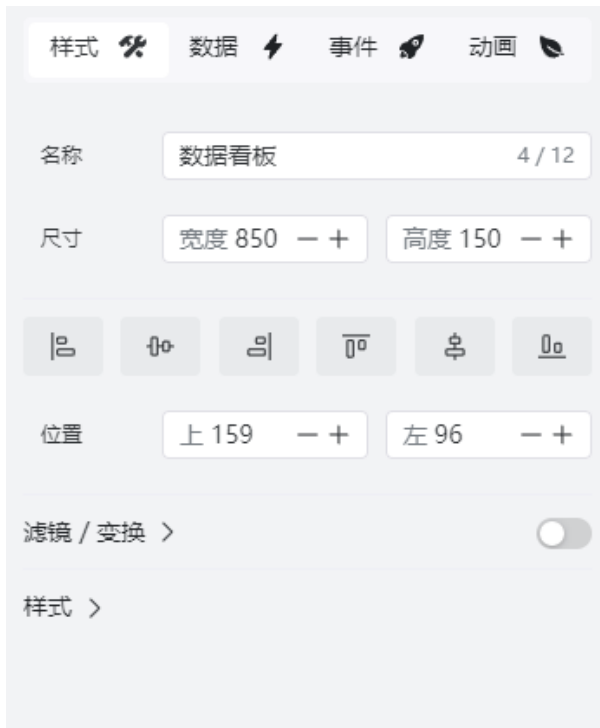 样式 数据 事件 动画
名称 数据看板 4 / 12
尺寸 宽度 850 高度 150
位置 上 159 左 96
滤镜 / 变换
样式